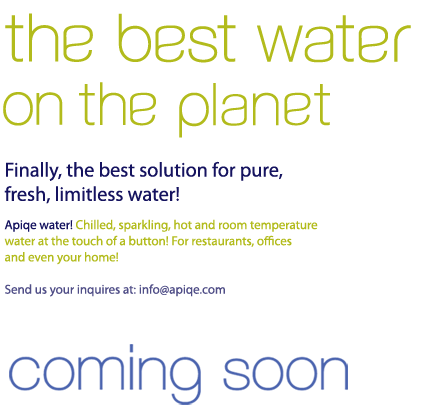 the best water
on the planet
Finally, the best solution for pure,
fresh, limitless water!
Apiqe water! Chilled, sparkling, hot and room temperature
water at the touch of a button! For restaurants, offices
and even your home!
Send us your inquires at: info@apiqe.com
coming soon